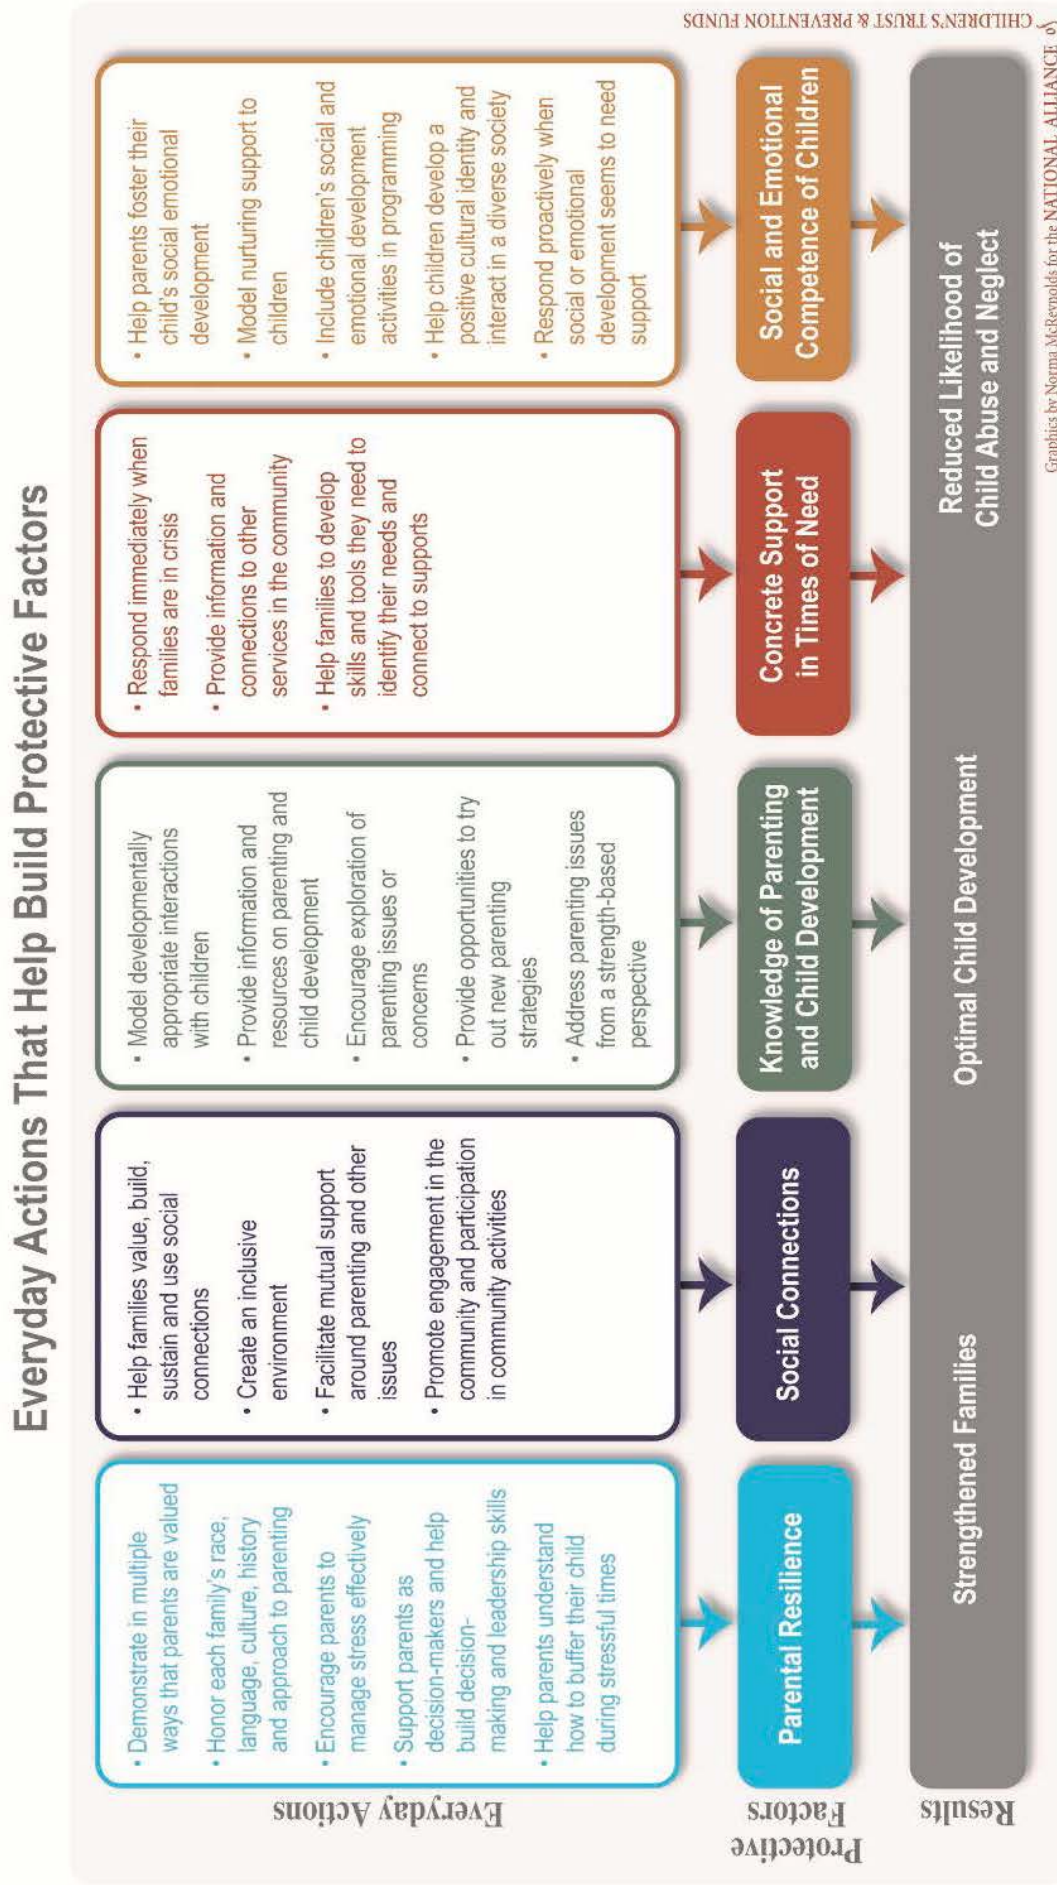 Everyday Actions That Help Build Protective Factors
Everyday Actions
• Demonstrate in multiple
ways that parents are valued
• Honor each family's race,
language, culture, history
and approach to parenting
• Encourage parents to
manage stress effectively
• Support parents as
decision-makers and help
build decision-
making and leadership skills
• Help parents understand
how to buffer their child
during stressful times
• Help families value, build,
sustain and use social
connections
• Create an inclusive
environment
• Facilitate mutual support
around parenting and other
issues
• Promote engagement in the
community and participation
in community activities
• Model developmentally
appropriate interactions
with children
• Provide information and
resources on parenting and
child development
• Encourage exploration of
parenting issues or
concerns
• Provide opportunities to try
out new parenting
strategies
• Address parenting issues
from a strength-based
perspective
• Respond immediately when
families are in crisis
• Provide information and
connections to other
services in the community
• Help families to develop
skills and tools they need to
identify their needs and
connect to supports
• Help parents foster their
child's social emotional
development
• Model nurturing support to
children
• Include children's social and
emotional development
activities in programming
• Help children develop a
positive cultural identity and
interact in a diverse society
• Respond proactively when
social or emotional
development seems to need
support
Protective
Factors
Parental Resilience
Social Connections
Knowledge of Parenting
and Child Development
Concrete Support
in Times of Need
Social and Emotional
Competence of Children
Results
Strengthened Families
Optimal Child Development
Reduced Likelihood of
Child Abuse and Neglect
Graphics by Norma McReynolds for the NATIONAL ALLIANCE of
CHILDREN'S TRUST & PREVENTION FUNDS